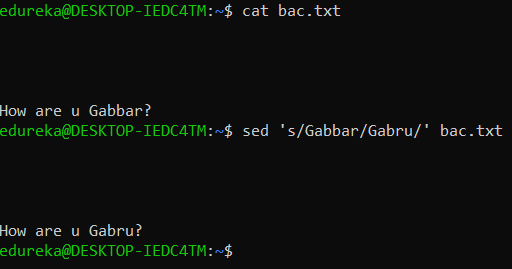 edureka@DESKTOP-IEDC4TM:~$ cat bac.txt
How are u Gabbar?
edureka@DESKTOP-IEDC4TM:~$ sed 's/Gabbar/Gabru/' bac.txt
How are u Gabru?
edureka@DESKTOP-IEDC4TM:~$